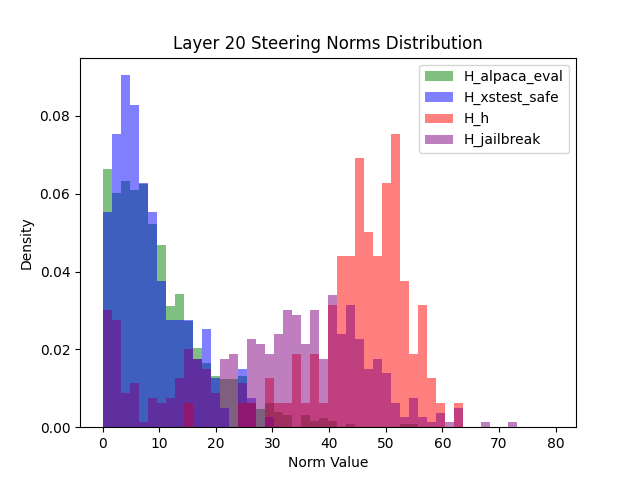 Layer 20 Steering Norms Distribution
H_alpaca_eval
H_xstest_safe
H_h
H_jailbreak
Density
0.08
0.06
0.04
0.02
0.00
0 10 20 30 40 50 60 70 80
Norm Value